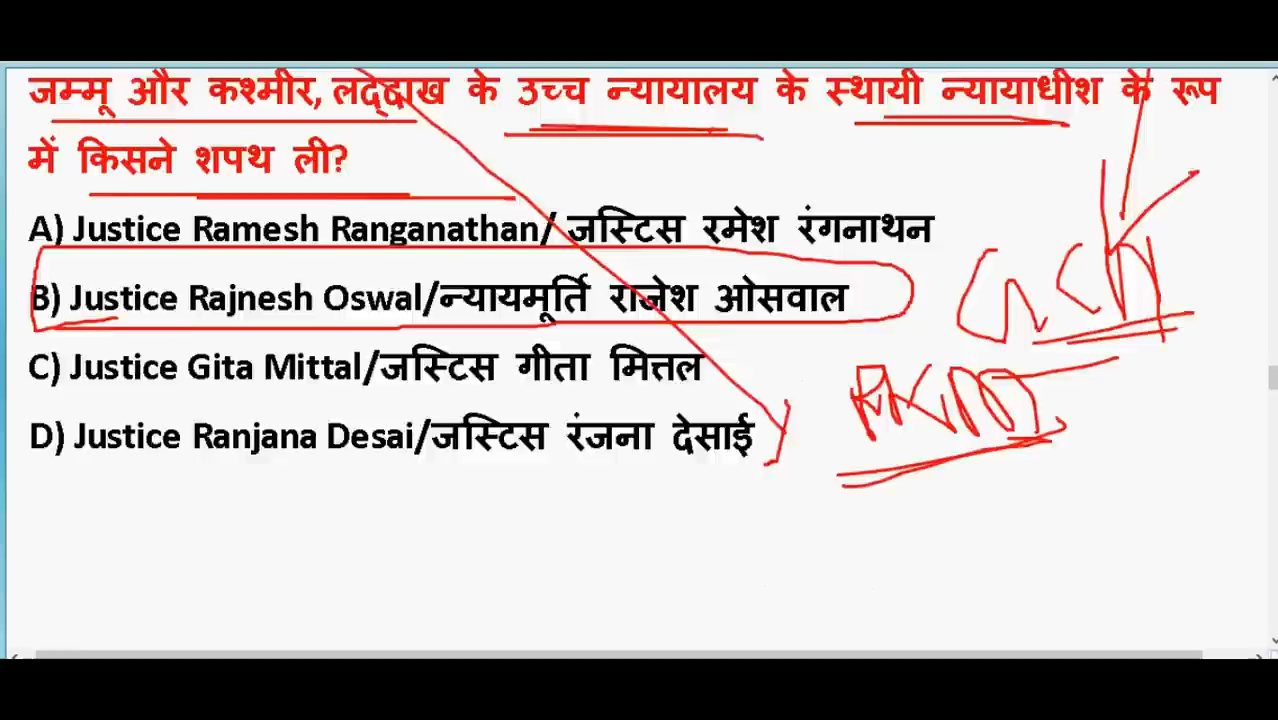 जम्मू और कश्मीर, लद्दाख के उच्च न्यायालय के स्थायी न्यायाधीश के रूप
में किसने शपथ ली?
A) Justice Ramesh Ranganathan/ जस्टिस रमेश रंगनाथन
B) Justice Rajnesh Oswal/न्यायमूर्ति राजेश ओसवाल
C) Justice Gita Mittal/जस्टिस गीता मित्तल
D) Justice Ranjana Desai/जस्टिस रंजना देसाई